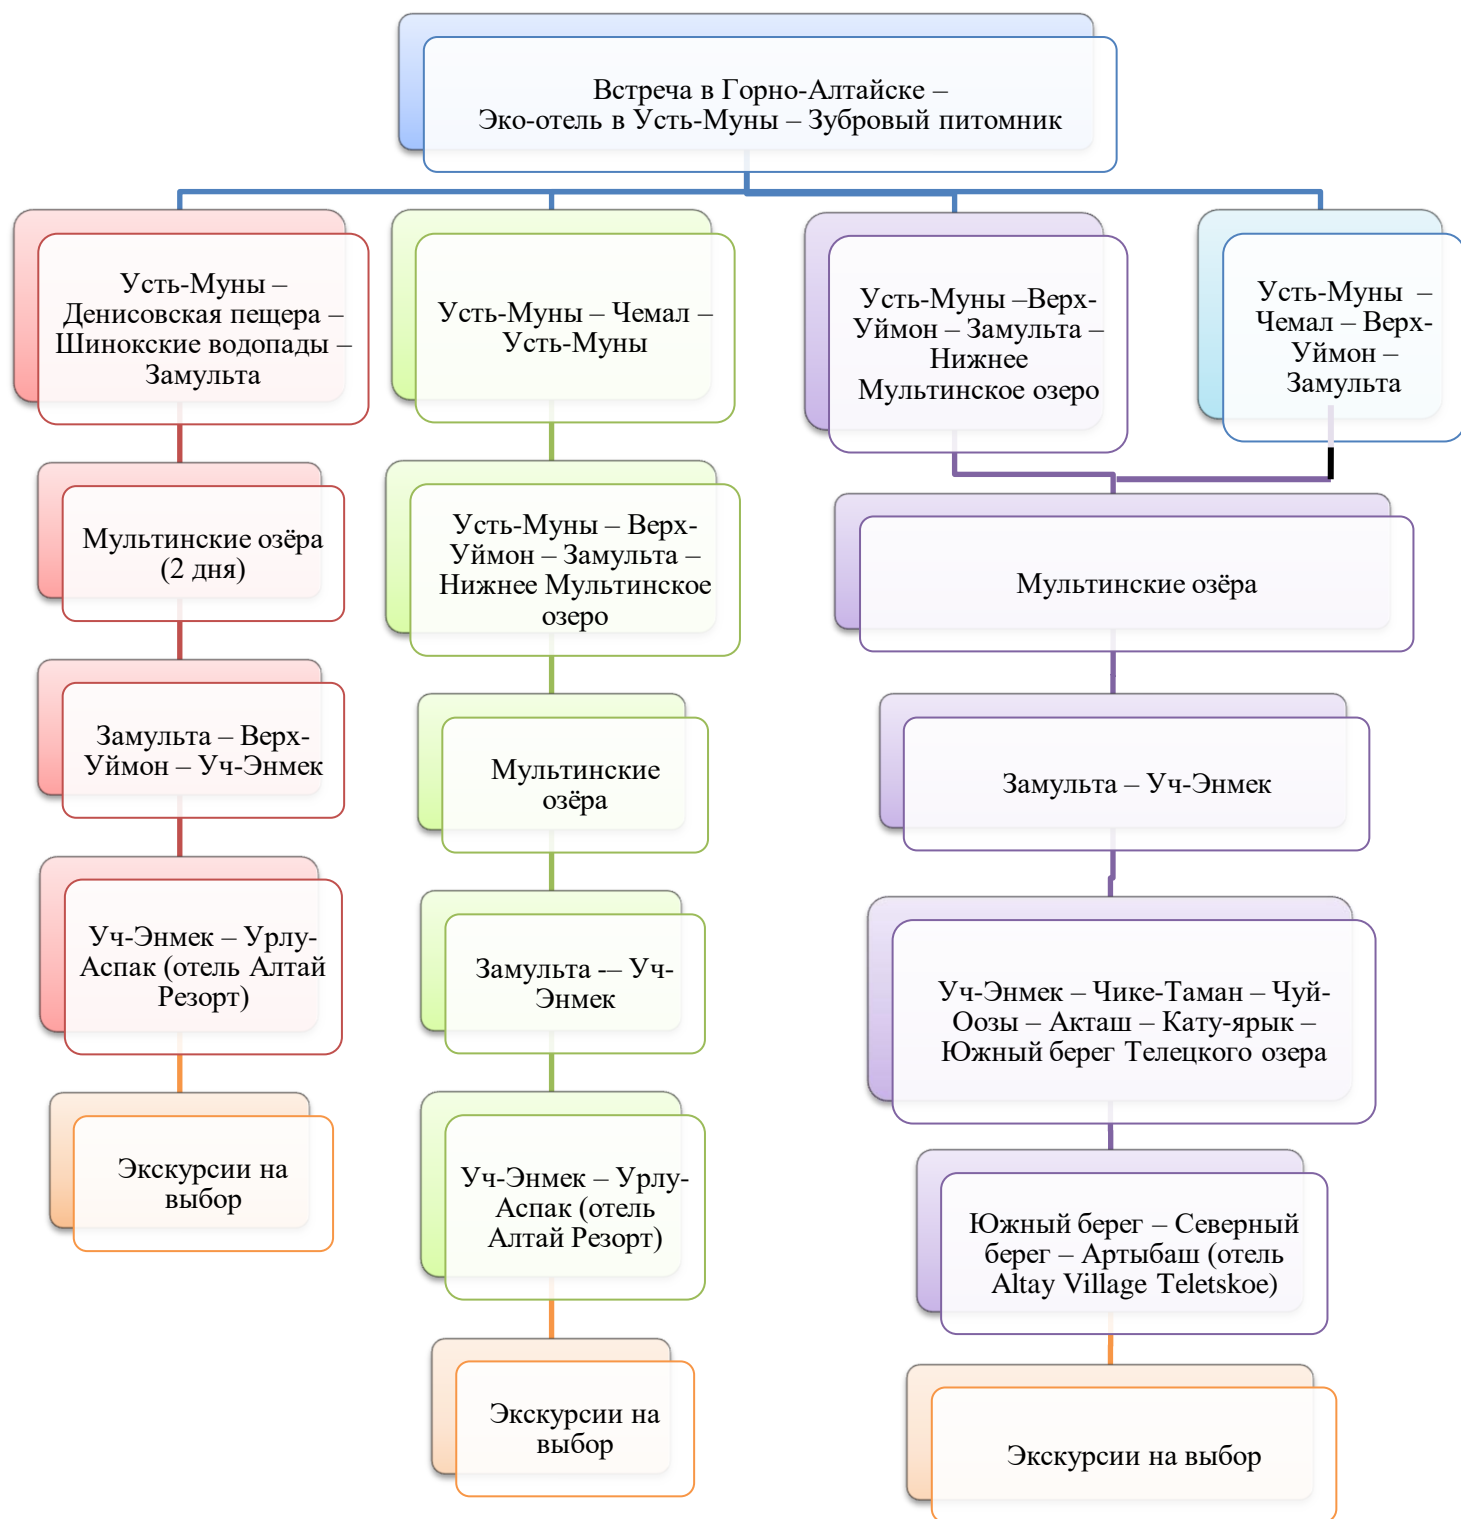 Встреча в Горно-Алтайске –
Эко-отель в Усть-Муны – Зубровый питомник
Усть-Муны –
Денисовская пещера –
Шинокские водопады –
Замульта
Усть-Муны – Чемал –
Усть-Муны
Усть-Муны –Верх-
Уймон – Замульта –
Нижнее
Мультинское озеро
Усть-Муны –
Чемал – Верх-
Уймон –
Замульта
Мультинские озёра
(2 дня)
Усть-Муны – Верх-
Уймон – Замульта –
Нижнее Мультинское
озеро
Мультинские озёра
Замульта – Верх-
Уймон – Уч-Энмек
Мультинские
озёра
Замульта – Уч-Энмек
Уч-Энмек – Урлу-
Аспак (отель Алтай
Резорт)
Замульта -– Уч-
Энмек
Уч-Энмек – Чике-Таман – Чуй-
Оозы – Акташ – Кату-ярык –
Южный берег Телецкого озера
Экскурсии на
выбор
Уч-Энмек – Урлу-
Аспак (отель
Алтай Резорт)
Южный берег – Северный
берег – Артыбаш (отель
Altay Village Teletskoe)
Экскурсии на
выбор
Экскурсии на выбор